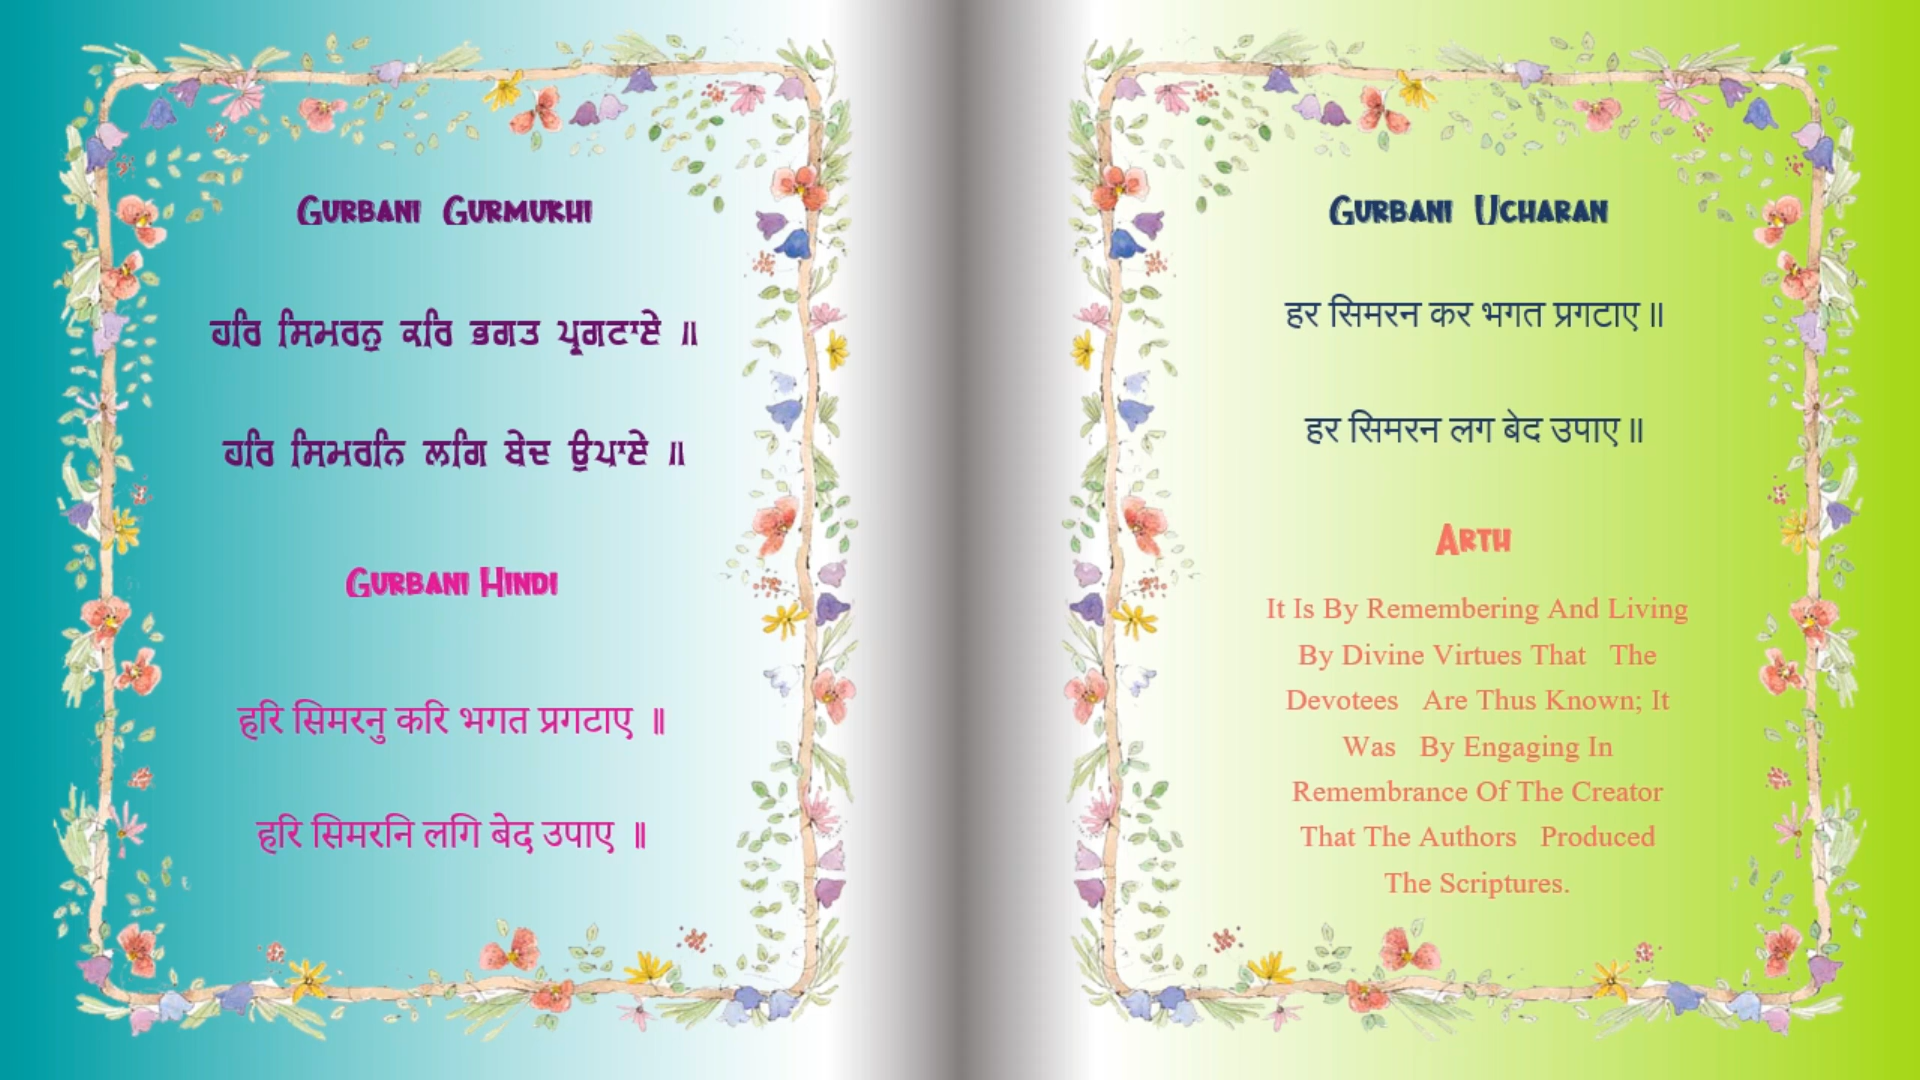 GURBANI GURMUKHI
ਹਰਿ ਸਿਮਰਨੁ ਕਰਿ ਭਗਤ ਪ੍ਰਗਟਾਏ ॥
ਹਰਿ ਸਿਮਰਨਿ ਲਗਿ ਬੇਦ ਉਪਾਏ ॥
GURBANI HINDI
हरि सिमरनु करि भगत प्रगटाए ॥
हरि सिमरनि लगि बेद उपाए ॥
GURBANI UCHARAN
हर सिमरन कर भगत प्रगटाए ॥
हर सिमरन लग बेद उपाए ॥
ARTH
It Is By Remembering And Living
By Divine Virtues That The
Devotees Are Thus Known; It
Was By Engaging In
Remembrance Of The Creator
That The Authors Produced
The Scriptures.